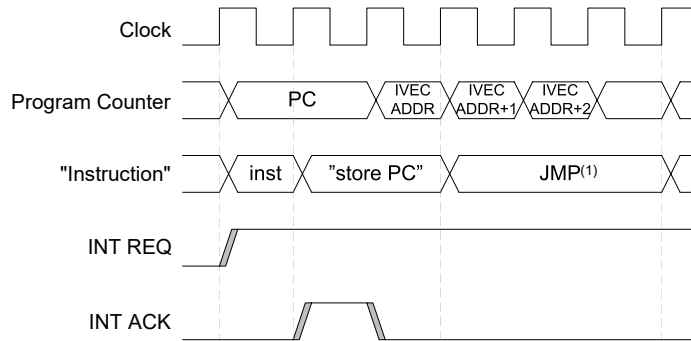 Clock
Program Counter
PC
IVEC
ADDR
IVEC
ADDR+1
IVEC
ADDR+2
"Instruction"
inst
"store PC"
JMP(1)
INT REQ
INT ACK